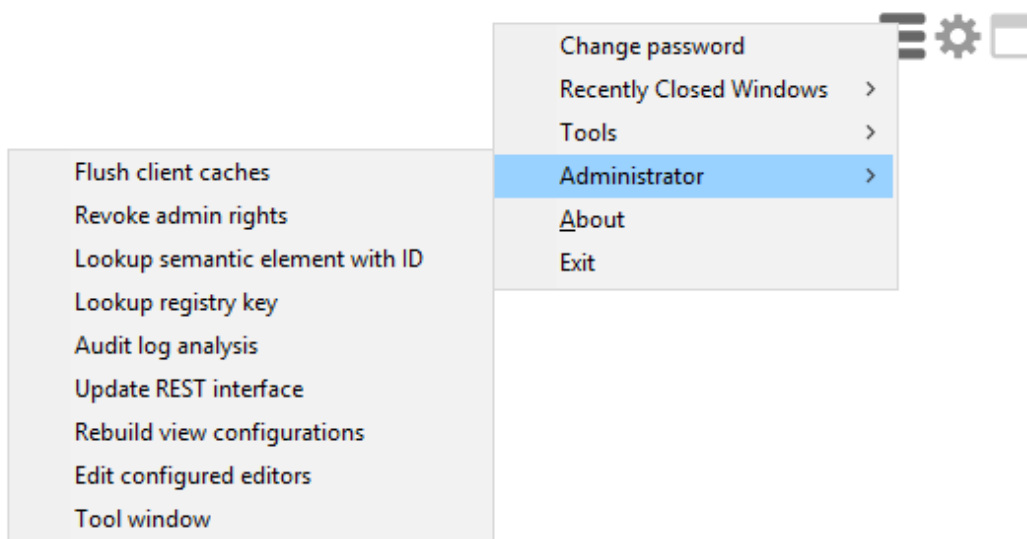 Change password
Recently Closed Windows
Tools
Administrator
About
Exit
Flush client caches
Revoke admin rights
Lookup semantic element with ID
Lookup registry key
Audit log analysis
Update REST interface
Rebuild view configurations
Edit configured editors
Tool window